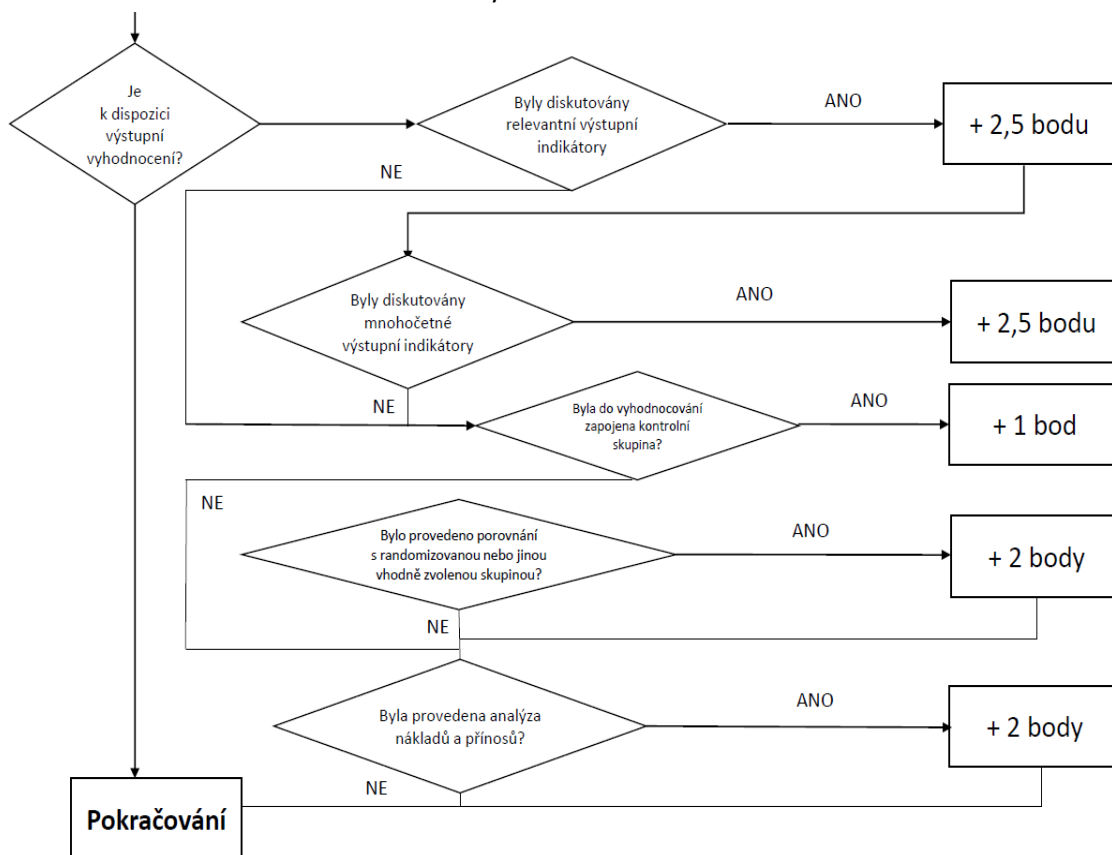 Je
k dispozici
výstupní
vyhodnocení?
Byly diskutovány
relevantní výstupní
indikátory
ANO
+ 2,5 bodu
NE
Byly diskutovány
mnohočetné
výstupní indikátory
ANO
+ 2,5 bodu
NE
Byla do vyhodnocování
zapojena kontrolní
skupina?
ANO
+ 1 bod
NE
Bylo provedeno porovnání
s randomizovanou nebo jinou
vhodně zvolenou skupinou?
ANO
+ 2 body
NE
Byla provedena analýza
nákladů a přínosů?
ANO
+ 2 body
NE
Pokračování